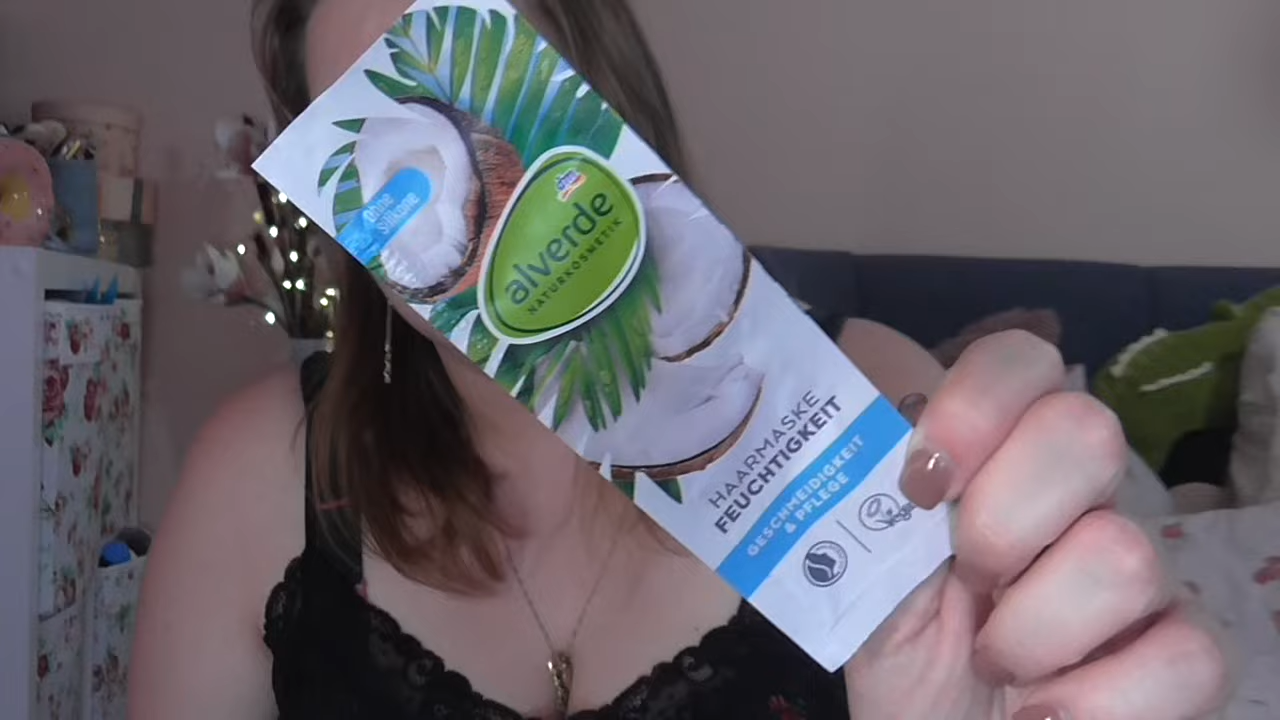 ohne
silikone
dm
alverde
NATURKOSMETIK
HAARMASKE
FEUCHTIGKEIT
GESCHMEIDIGKEIT
& PFLEGE
Vegan